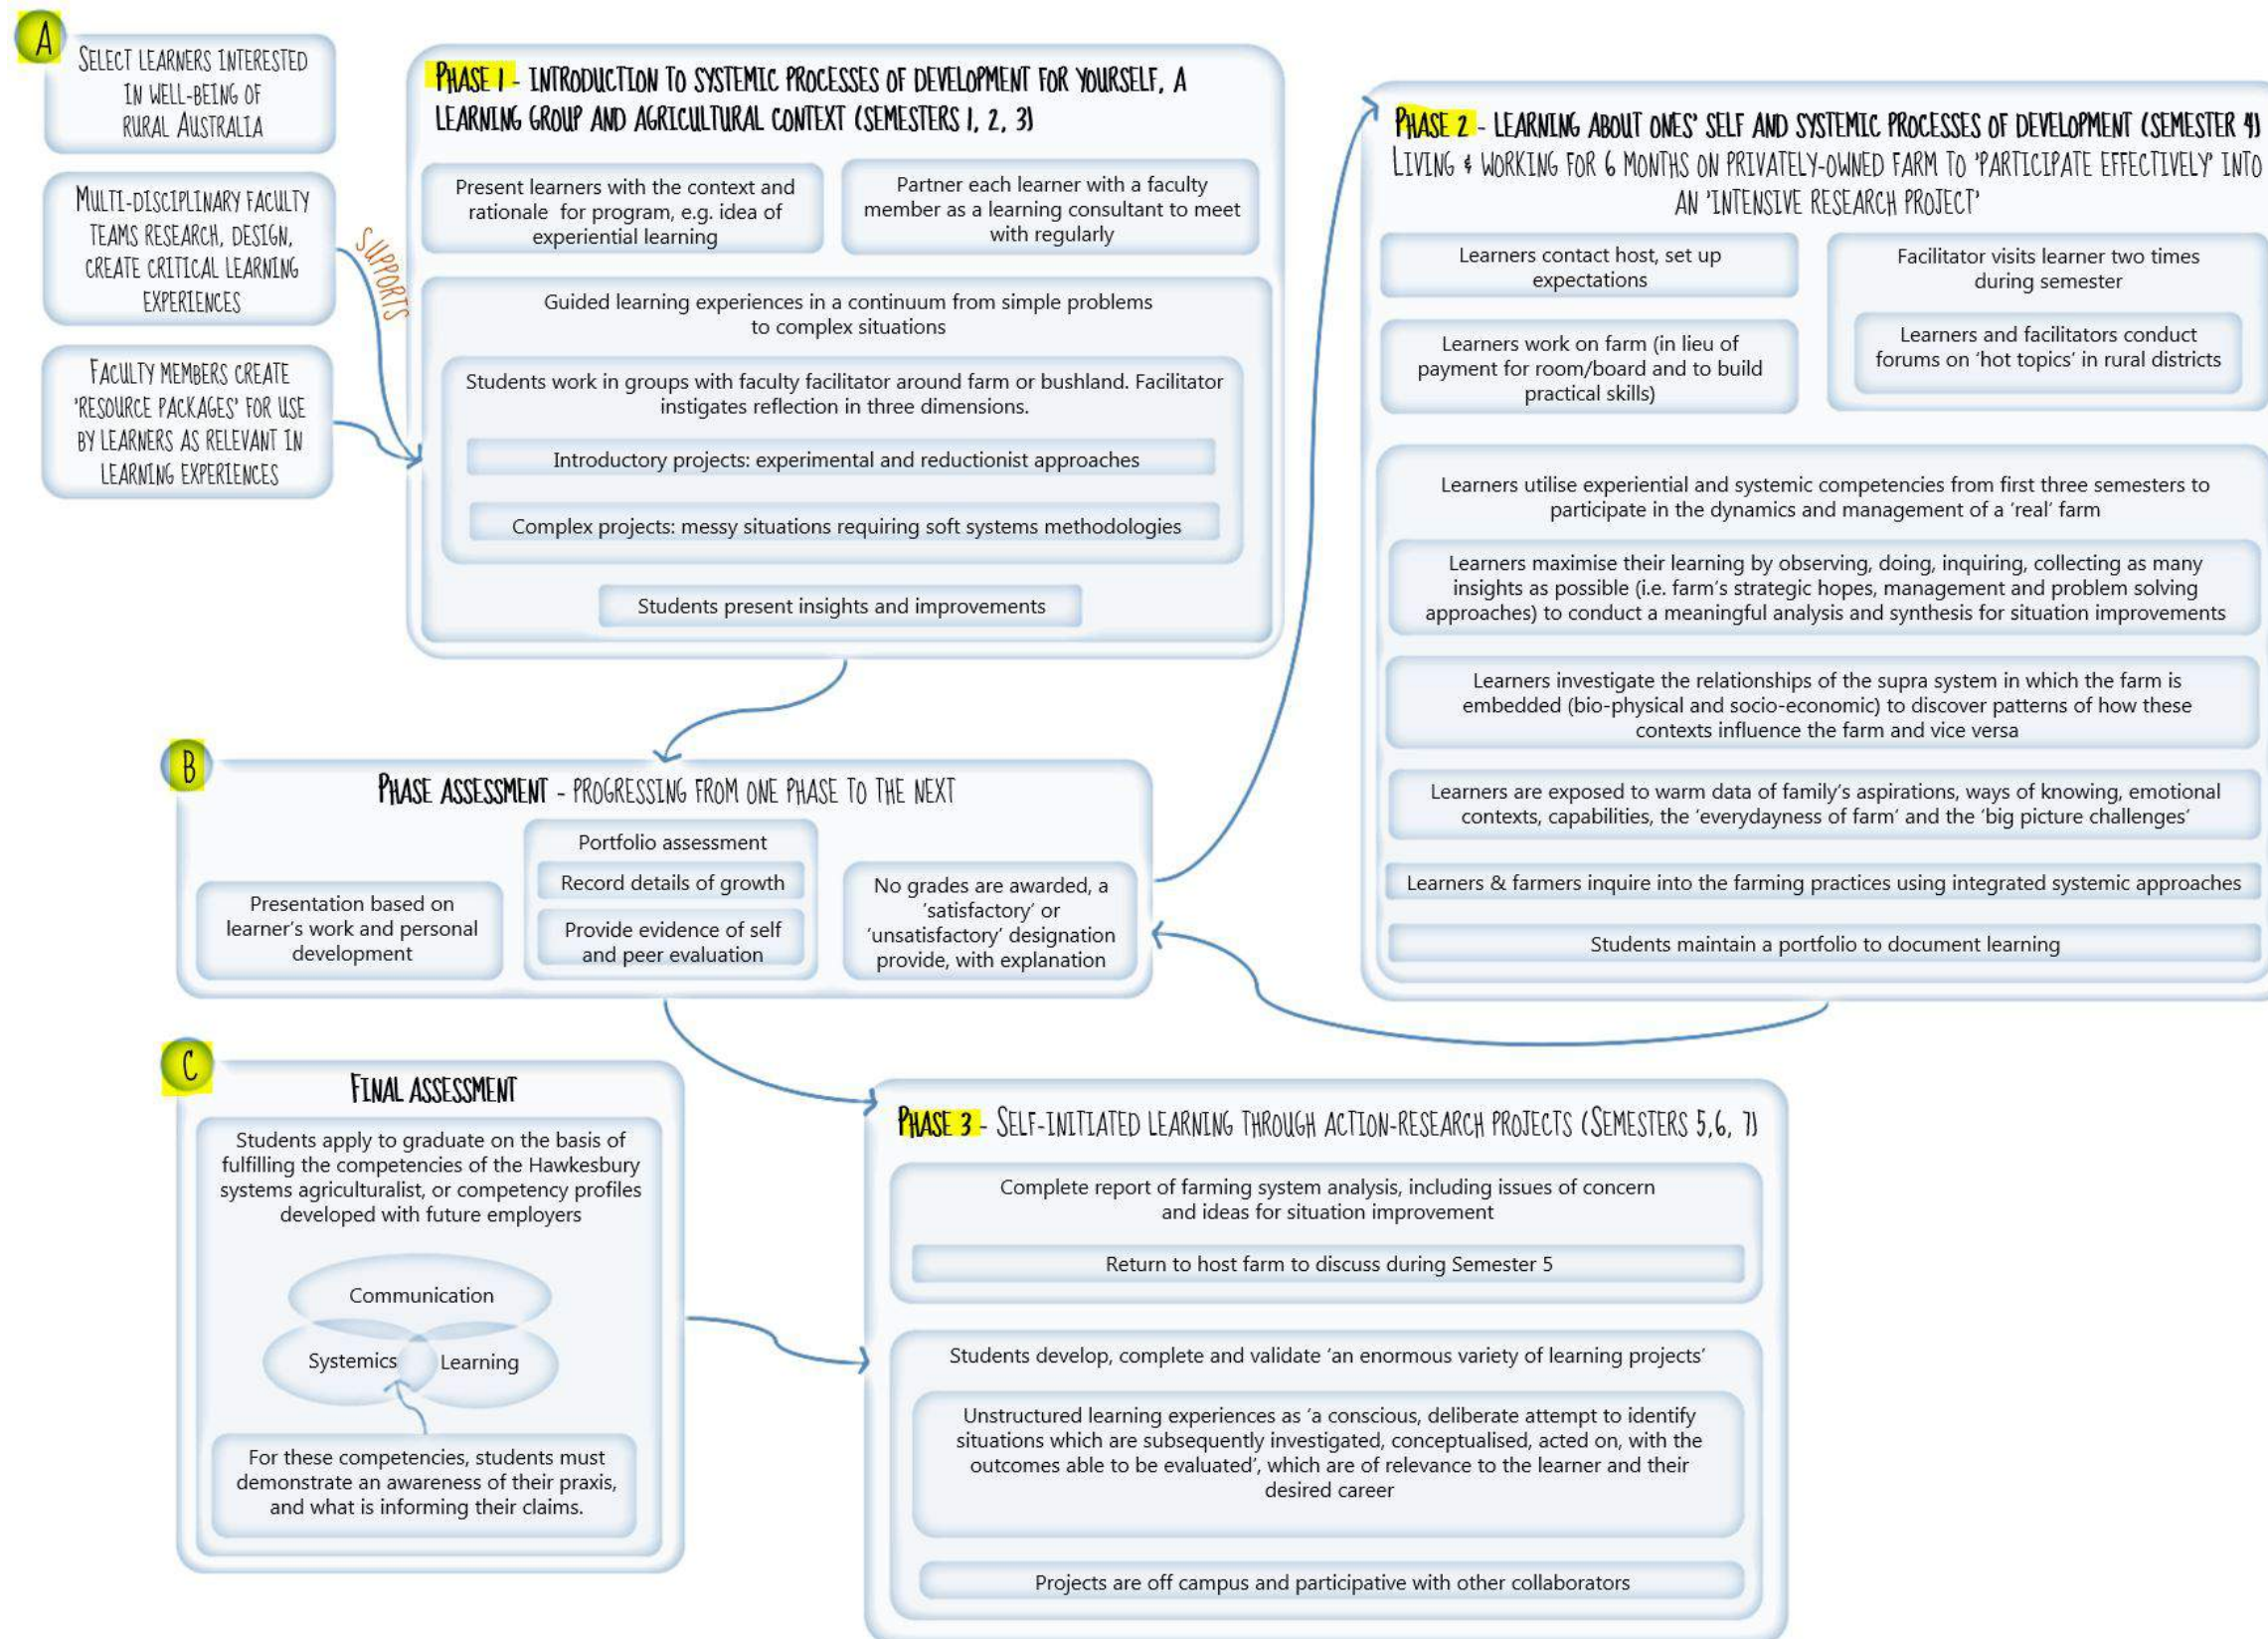 A
SELECT LEARNERS INTERESTED
IN WELL-BEING OF
RURAL AUSTRALIA
MULTI-DISCIPLINARY FACULTY
TEAMS RESEARCH, DESIGN,
CREATE CRITICAL LEARNING
EXPERIENCES
FACULTY MEMBERS CREATE
'RESOURCE PACKAGES' FOR USE
BY LEARNERS AS RELEVANT IN
LEARNING EXPERIENCES
SUPPORTS
PHASE 1 - INTRODUCTION TO SYSTEMIC PROCESSES OF DEVELOPMENT FOR YOURSELF, A
LEARNING GROUP AND AGRICULTURAL CONTEXT (SEMESTERS 1, 2, 3)
Present learners with the context and
rationale for program, e.g. idea of
experiential learning
Partner each learner with a faculty
member as a learning consultant to meet
with regularly
Guided learning experiences in a continuum from simple problems
to complex situations
Students work in groups with faculty facilitator around farm or bushland. Facilitator
instigates reflection in three dimensions.
Introductory projects: experimental and reductionist approaches
Complex projects: messy situations requiring soft systems methodologies
Students present insights and improvements
PHASE 2 - LEARNING ABOUT ONES' SELF AND SYSTEMIC PROCESSES OF DEVELOPMENT (SEMESTER 4)
LIVING & WORKING FOR 6 MONTHS ON PRIVATELY-OWNED FARM TO 'PARTICIPATE EFFECTIVELY' INTO
AN 'INTENSIVE RESEARCH PROJECT'
Learners contact host, set up
expectations
Learners work on farm (in lieu of
payment for room/board and to build
practical skills)
Facilitator visits learner two times
during semester
Learners and facilitators conduct
forums on 'hot topics' in rural districts
Learners utilise experiential and systemic competencies from first three semesters to
participate in the dynamics and management of a 'real' farm
Learners maximise their learning by observing, doing, inquiring, collecting as many
insights as possible (i.e. farm's strategic hopes, management and problem solving
approaches) to conduct a meaningful analysis and synthesis for situation improvements
Learners investigate the relationships of the supra system in which the farm is
embedded (bio-physical and socio-economic) to discover patterns of how these
contexts influence the farm and vice versa
Learners are exposed to warm data of family's aspirations, ways of knowing, emotional
contexts, capabilities, the 'everydayness of farm' and the 'big picture challenges'
Learners & farmers inquire into the farming practices using integrated systemic approaches
Students maintain a portfolio to document learning
B
PHASE ASSESSMENT - PROGRESSING FROM ONE PHASE TO THE NEXT
Presentation based on
learner's work and personal
development
Portfolio assessment
Record details of growth
Provide evidence of self
and peer evaluation
No grades are awarded, a
'satisfactory' or
'unsatisfactory' designation
provide, with explanation
C
FINAL ASSESSMENT
Students apply to graduate on the basis of
fulfilling the competencies of the Hawkesbury
systems agriculturalist, or competency profiles
developed with future employers
Communication
Systemics
Learning
For these competencies, students must
demonstrate an awareness of their praxis,
and what is informing their claims.
PHASE 3 - SELF-INITIATED LEARNING THROUGH ACTION-RESEARCH PROJECTS (SEMESTERS 5,6, 7)
Complete report of farming system analysis, including issues of concern
and ideas for situation improvement
Return to host farm to discuss during Semester 5
Students develop, complete and validate 'an enormous variety of learning projects'
Unstructured learning experiences as 'a conscious, deliberate attempt to identify
situations which are subsequently investigated, conceptualised, acted on, with the
outcomes able to be evaluated', which are of relevance to the learner and their
desired career
Projects are off campus and participative with other collaborators